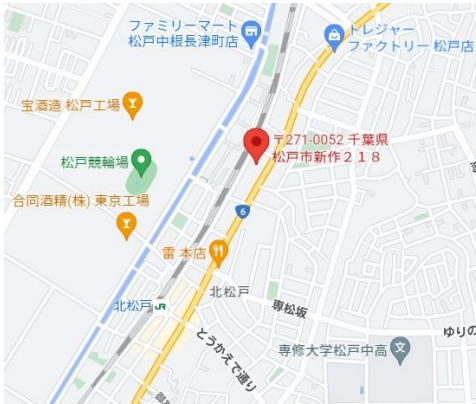 ファミリーマート
松戸中根長津町店
トレジャー
ファクトリー 松戸店
宝酒造 松戸工場
〒271-0052 千葉県
松戸市新作218
松戸競輪場
合同酒精(株) 東京工場
6
雷 本店
北松戸
北松戸 JR
専松坂
ゆりの
とうかえで通り
専修大学松戸中高